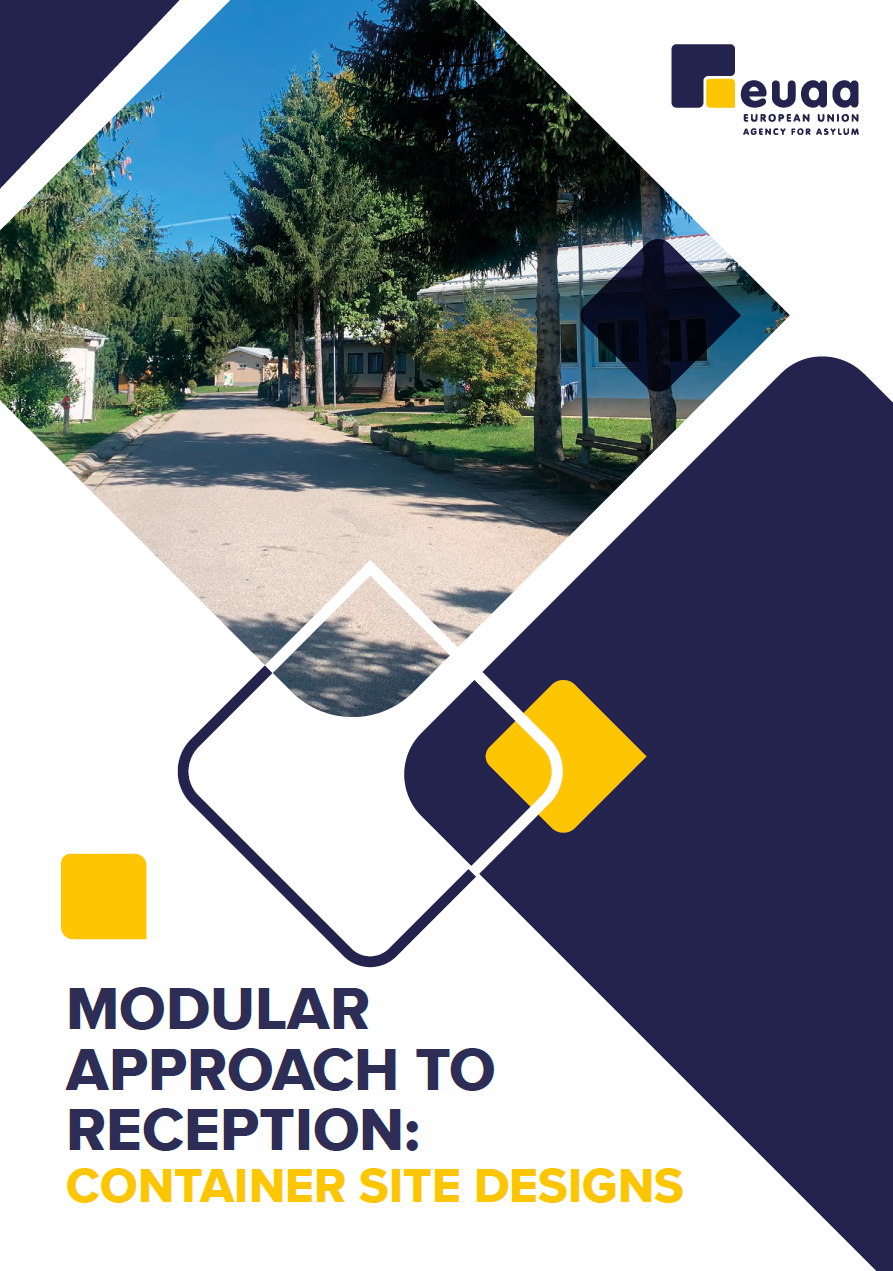 euaa
EUROPEAN UNION
AGENCY FOR ASYLUM
MODULAR
APPROACH TO
RECEPTION:
CONTAINER SITE DESIGNS